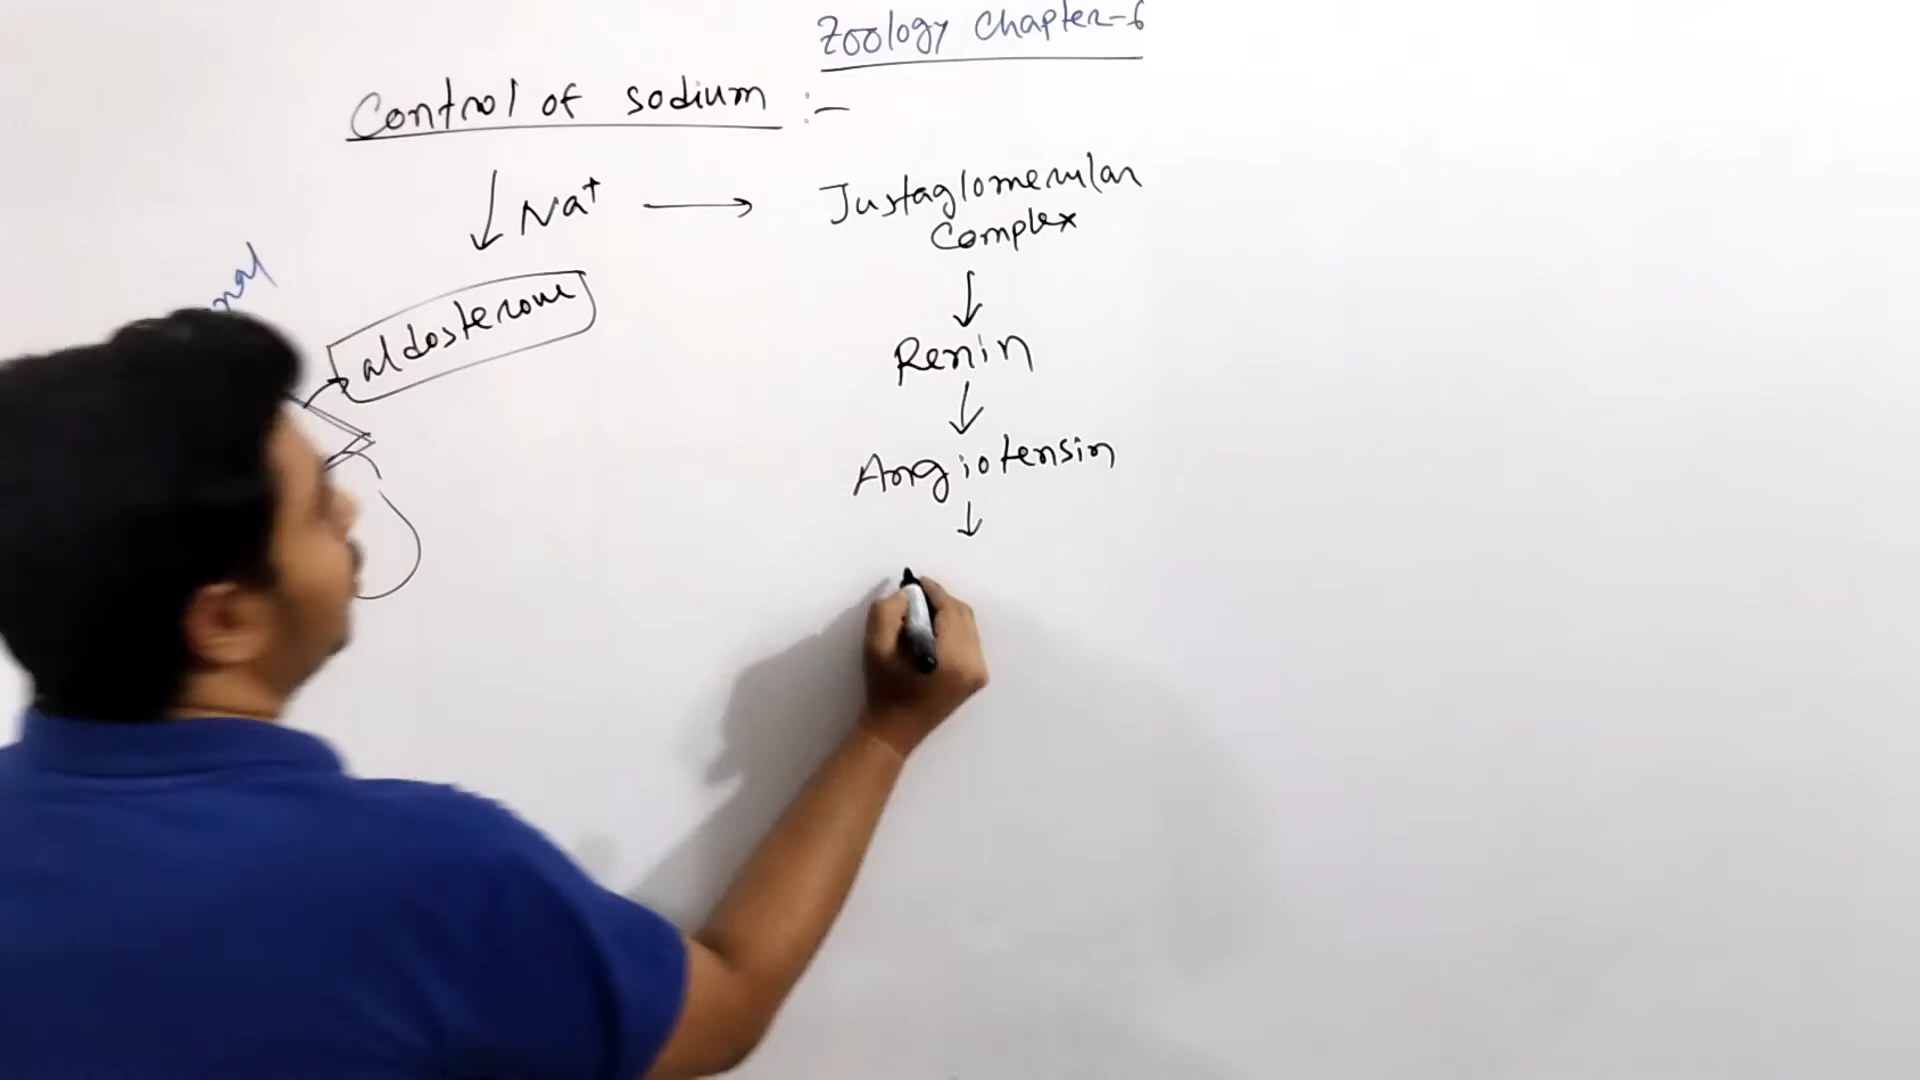 Zoology Chapter-6
Control of sodium :-
↓ Na⁺ → Justaglomerular
Complex
↓
aldosterone
Renin
↓
Angiotensin
↓